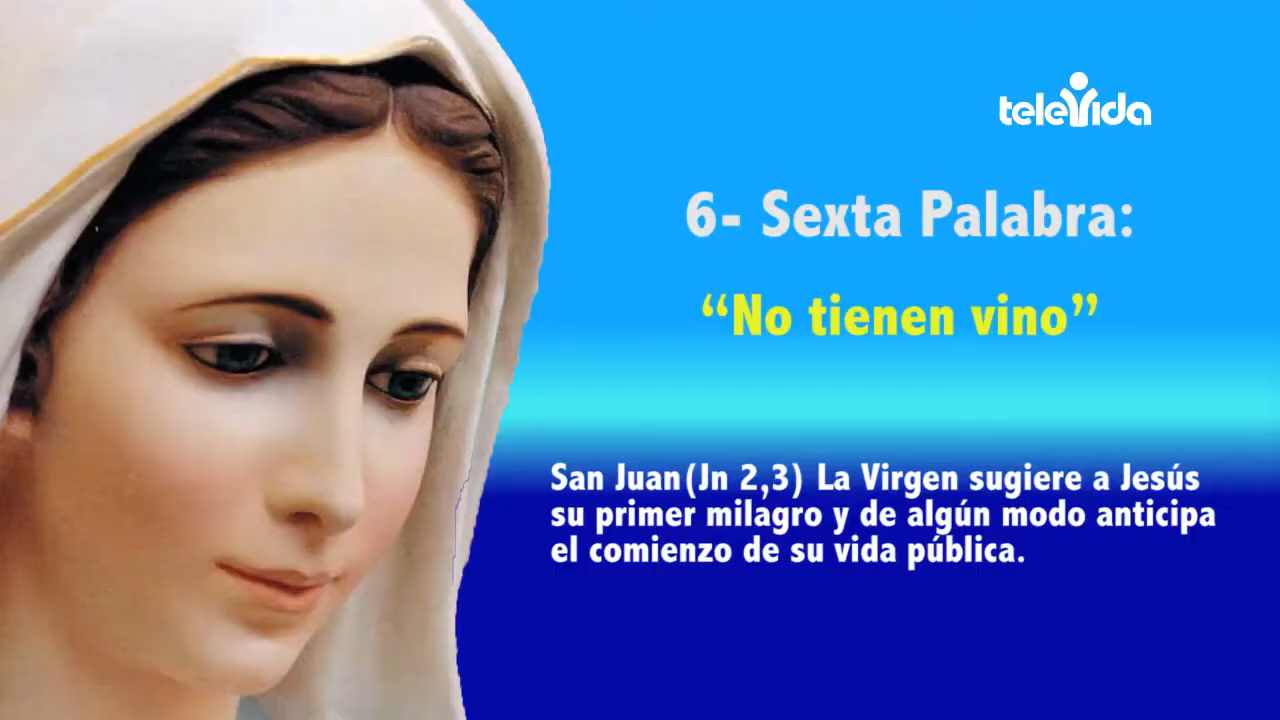 televida
6- Sexta Palabra:
“No tienen vino”
San Juan(Jn 2,3) La Virgen sugiere a Jesús
su primer milagro y de algún modo anticipa
el comienzo de su vida pública.